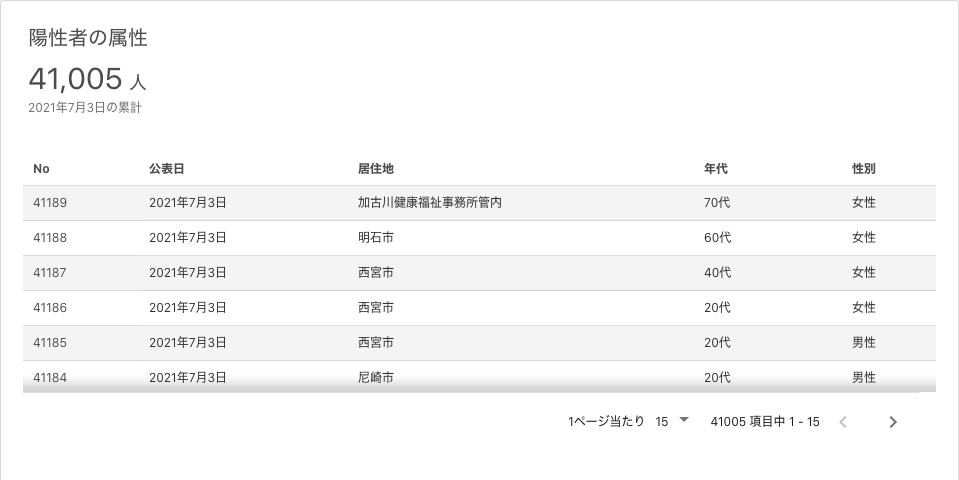 陽性者の属性
41,005 人
2021年7月3日の累計
No 公表日 居住地 年代 性別
41189 2021年7月3日 加古川健康福祉事務所管内 70代 女性
41188 2021年7月3日 明石市 60代 女性
41187 2021年7月3日 西宮市 40代 女性
41186 2021年7月3日 西宮市 20代 女性
41185 2021年7月3日 西宮市 20代 男性
41184 2021年7月3日 尼崎市 20代 男性
1ページ当たり 15 41005 項目中 1 - 15